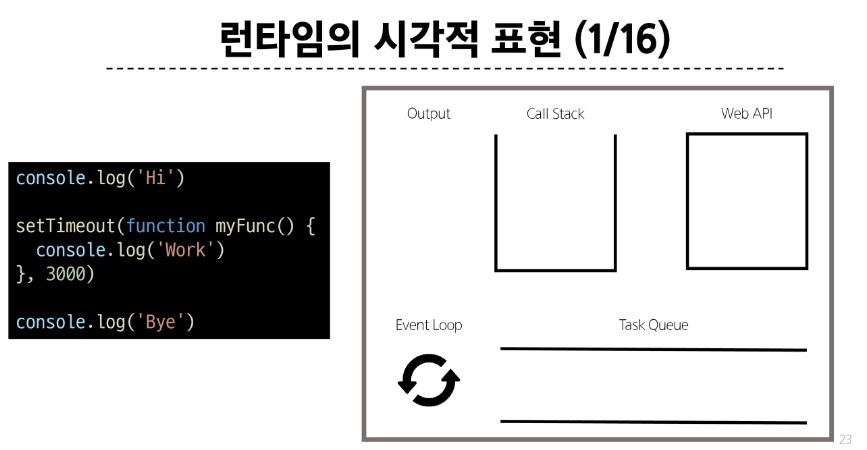 런타임의 시각적 표현 (1/16)
console.log('Hi')
setTimeout(function myFunc() {
  console.log('Work')
}, 3000)
console.log('Bye')
Output
Call Stack
Web API
Event Loop
Task Queue
23